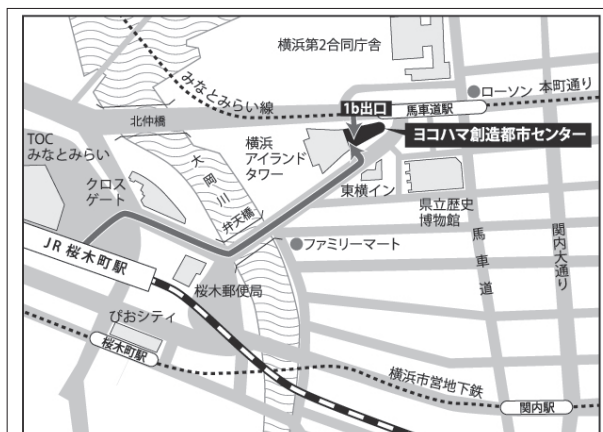 横浜第2合同庁舎
みなとみらい線
ローソン
本町通り
1b出口
馬車道駅
北仲橋
ヨコハマ創造都市センター
TOC
みなとみらい
横浜
アイランド
タワー
大岡川
クロス
ゲート
東横イン
県立歴史
博物館
弁天橋
ファミリーマート
馬車道
関内大通り
JR 桜木町駅
桜木郵便局
ぴおシティ
桜木町駅
横浜市営地下鉄
関内駅